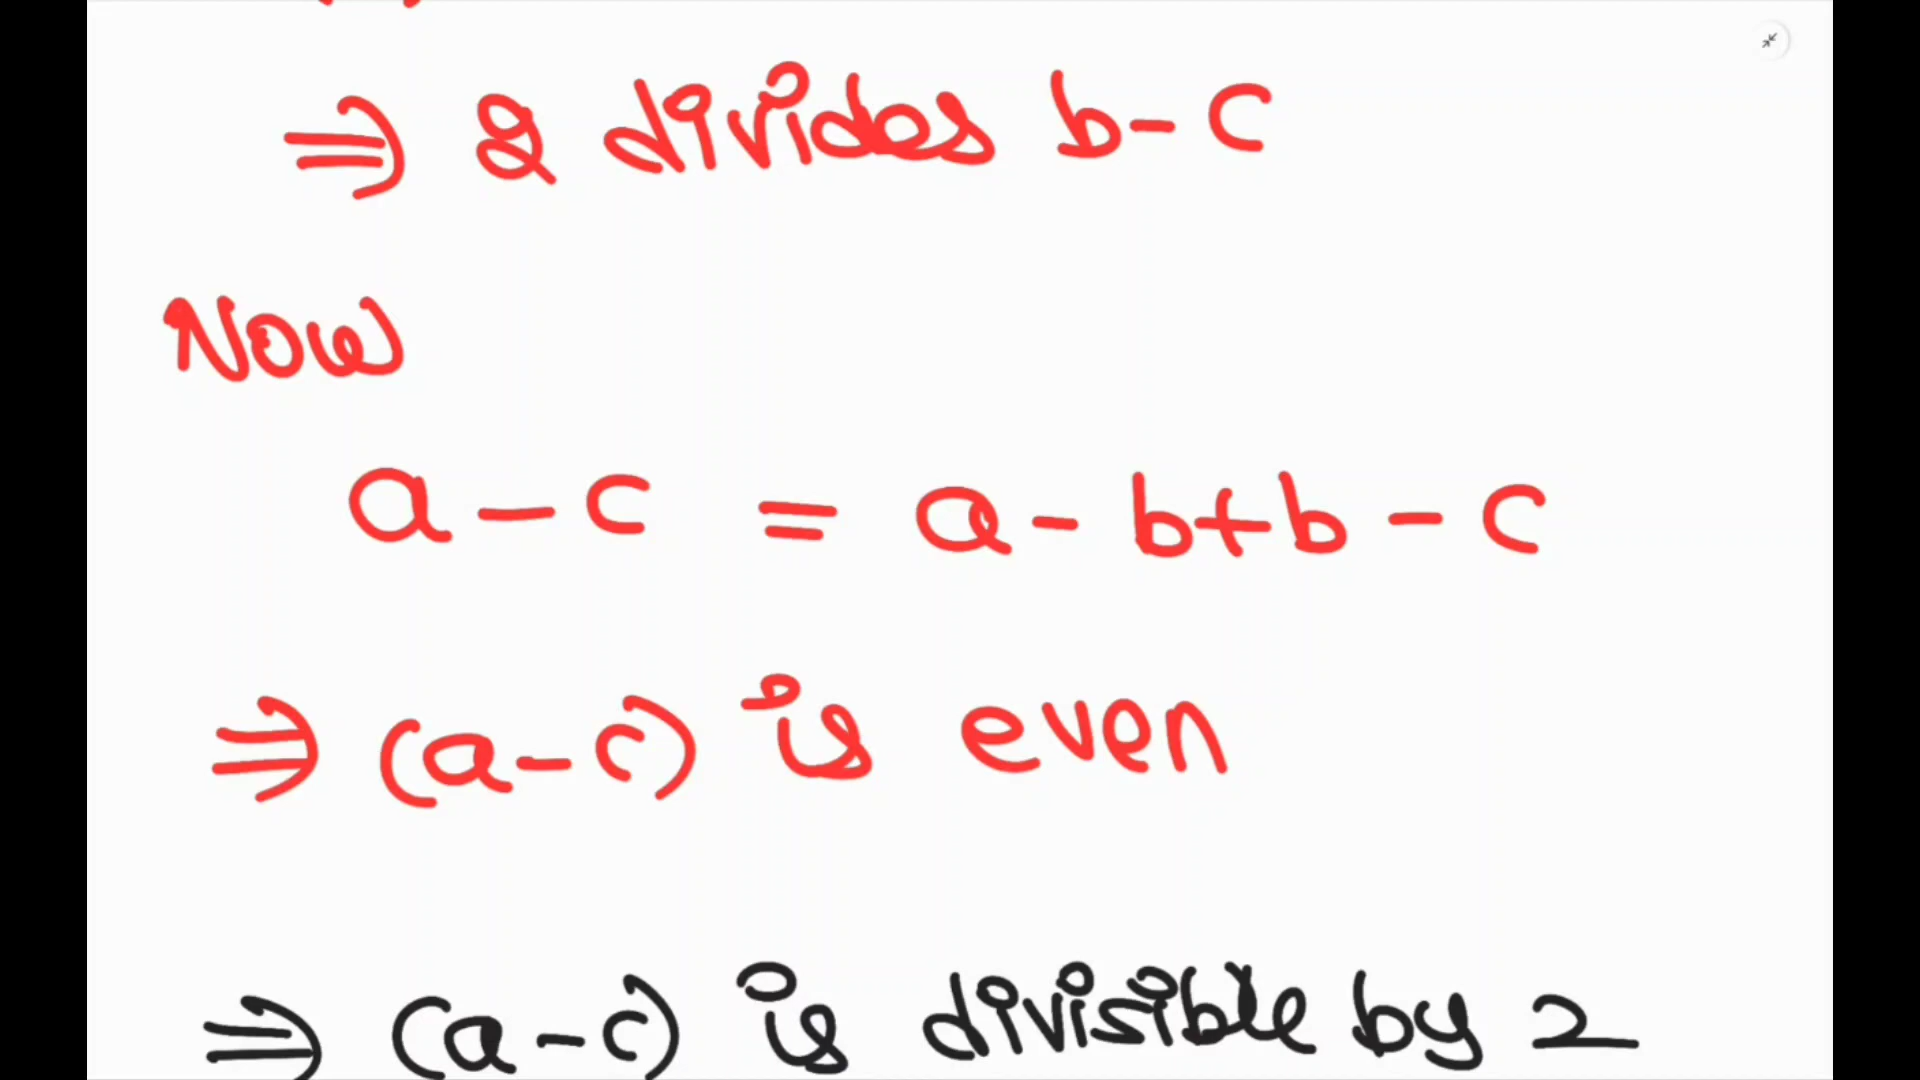 ⇒ 2 divides b-c
Now
a - c = a - b+b - c
⇒ (a-c) is even
⇒ (a-c) is divisible by 2